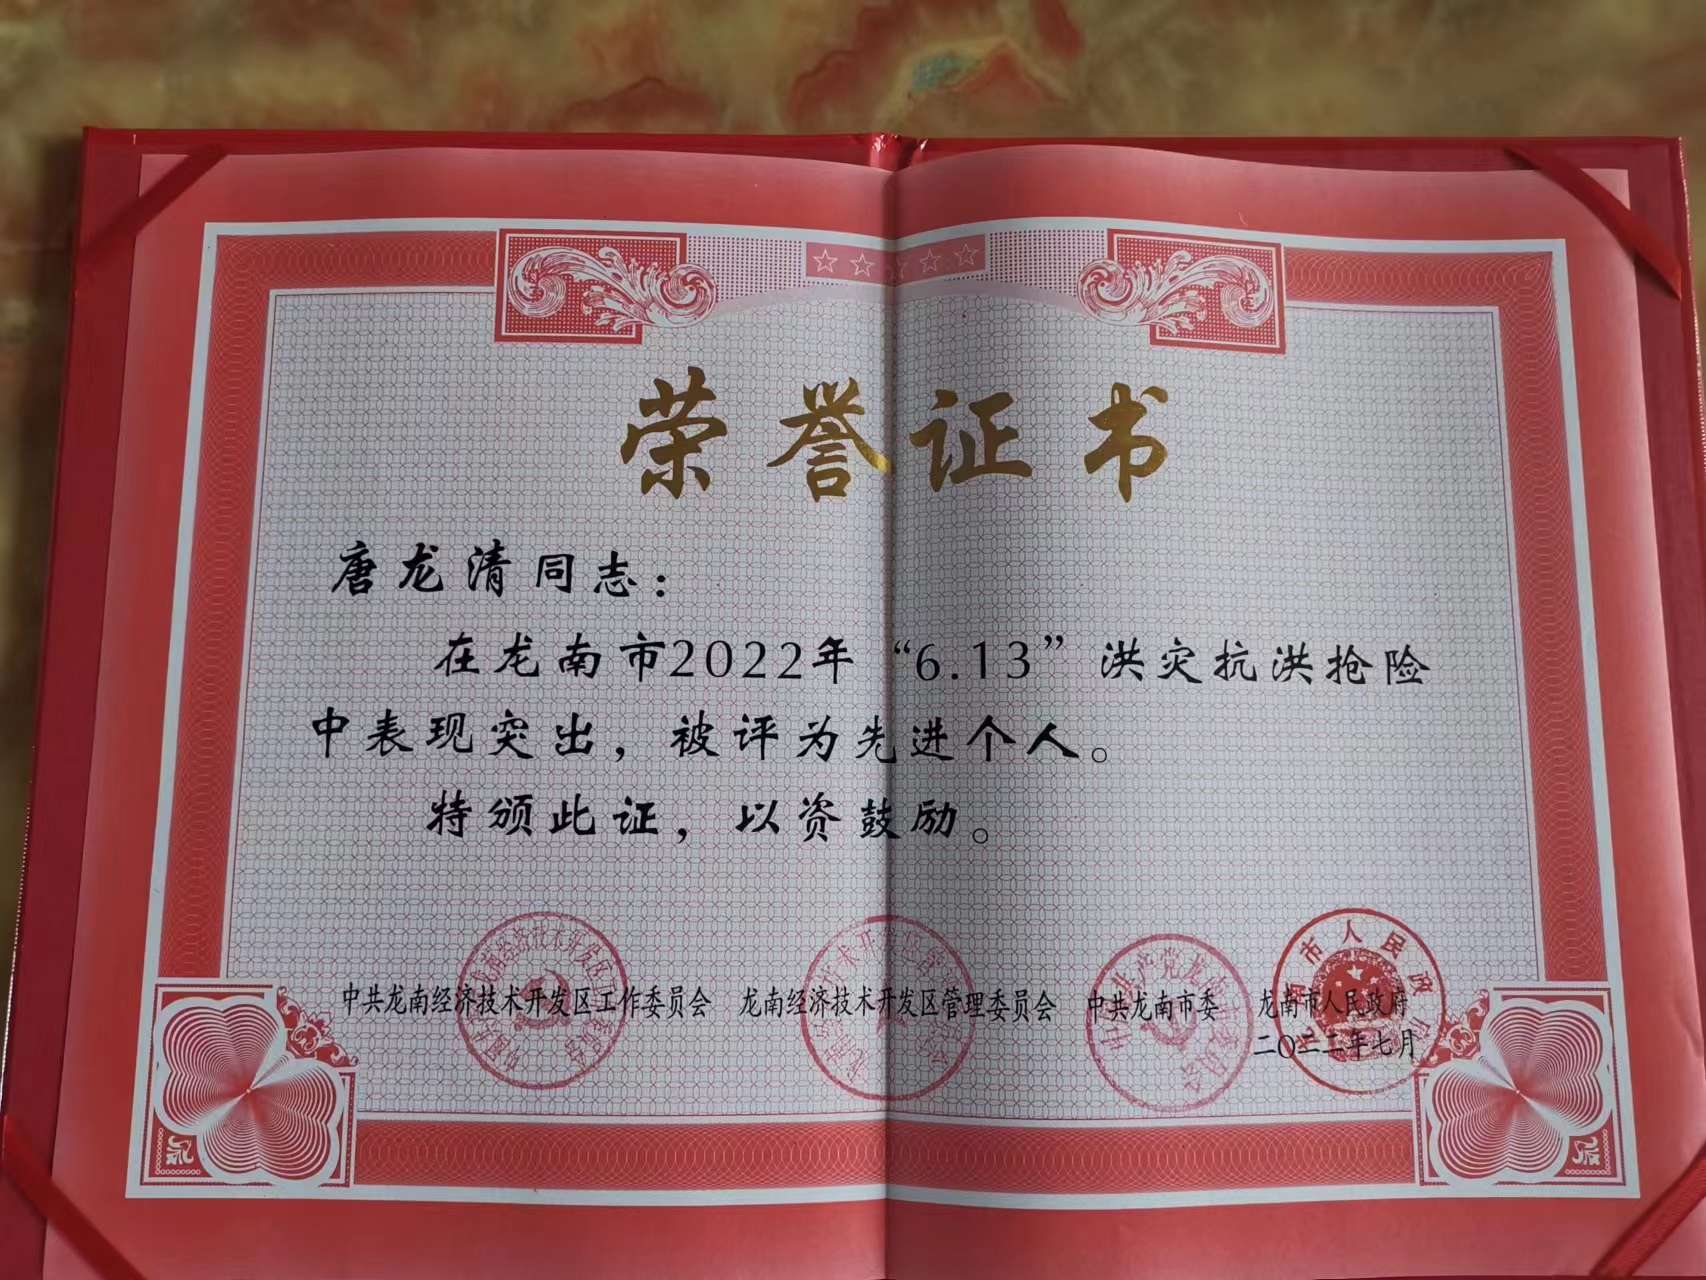 荣誉证书
唐龙清同志：
在龙南市2022年“6.13”洪灾抗洪抢险
中表现突出，被评为先进个人。
特颁此证，以资鼓励。
中共龙南经济技术开发区工作委员会 龙南经济技术开发区管理委员会 中共龙南市委 龙南市人民政府
二〇二二年七月